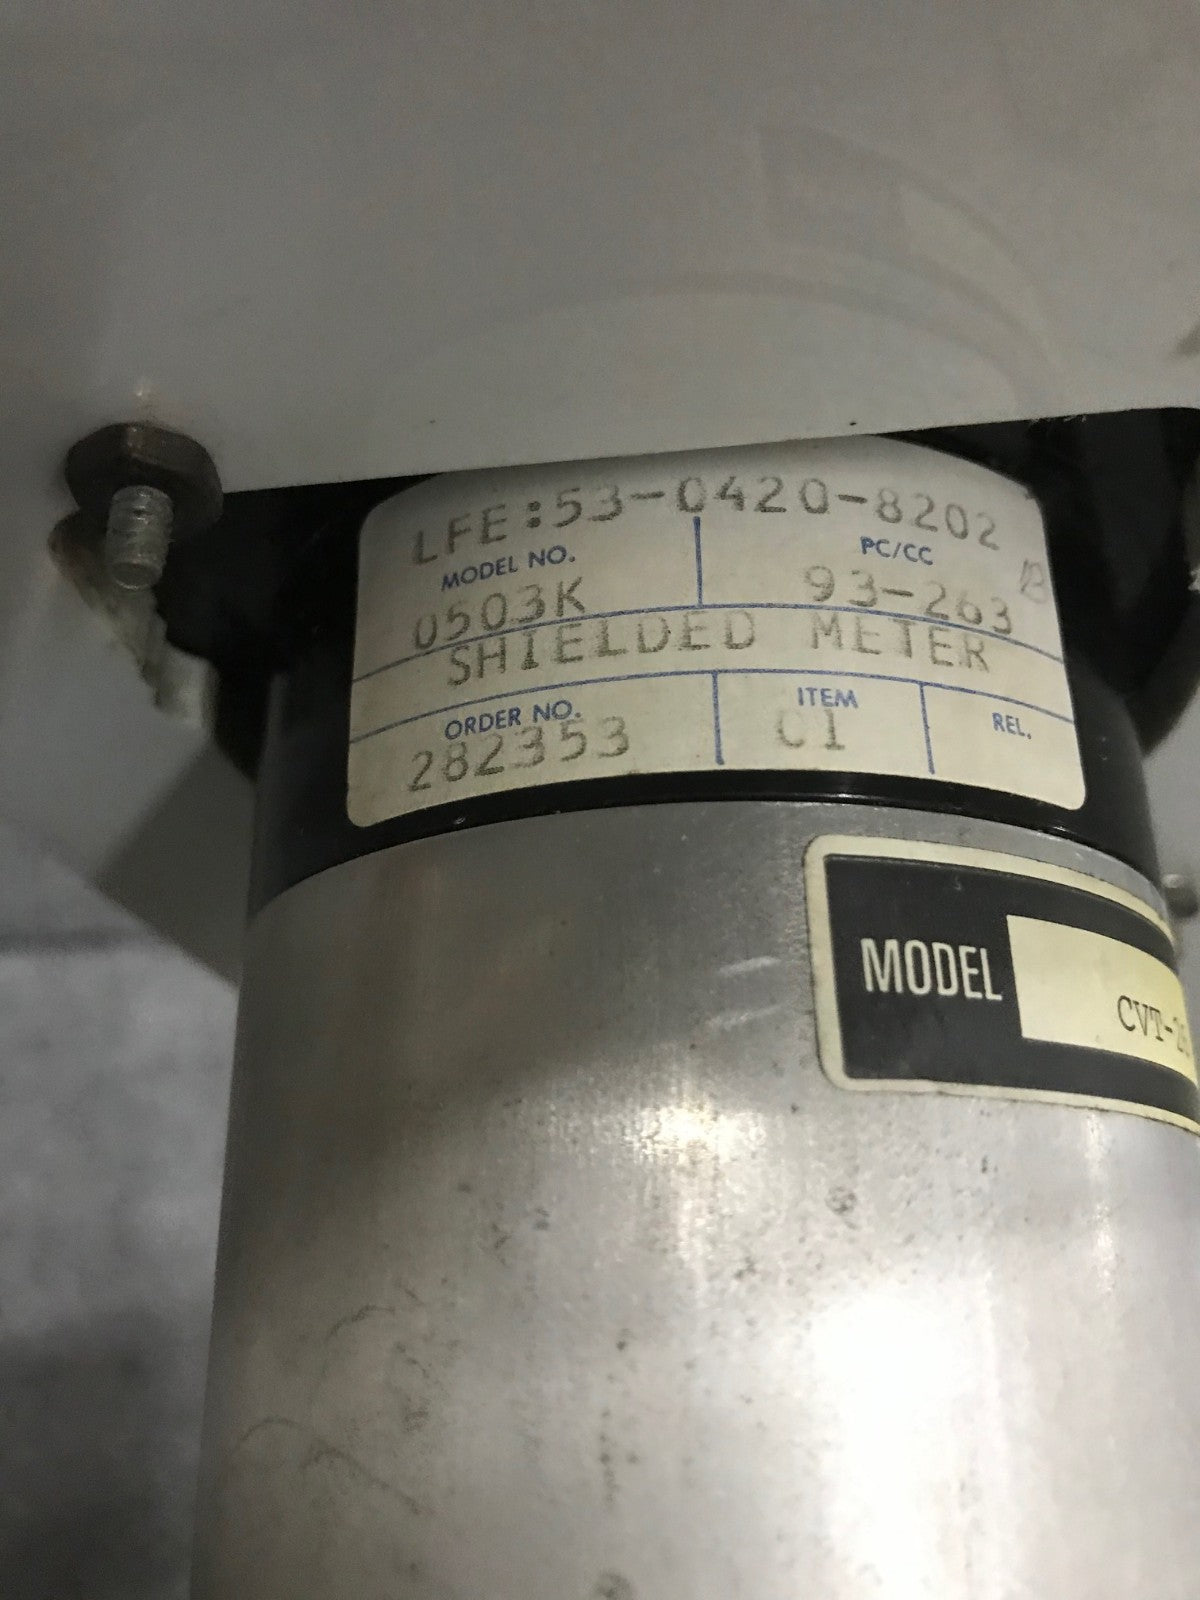 LFE:53-0420-8202
MODEL NO. PC/CC
0503K 93-263
SHIELDED METER
ORDER NO. ITEM REL.
282353 C1
MODEL